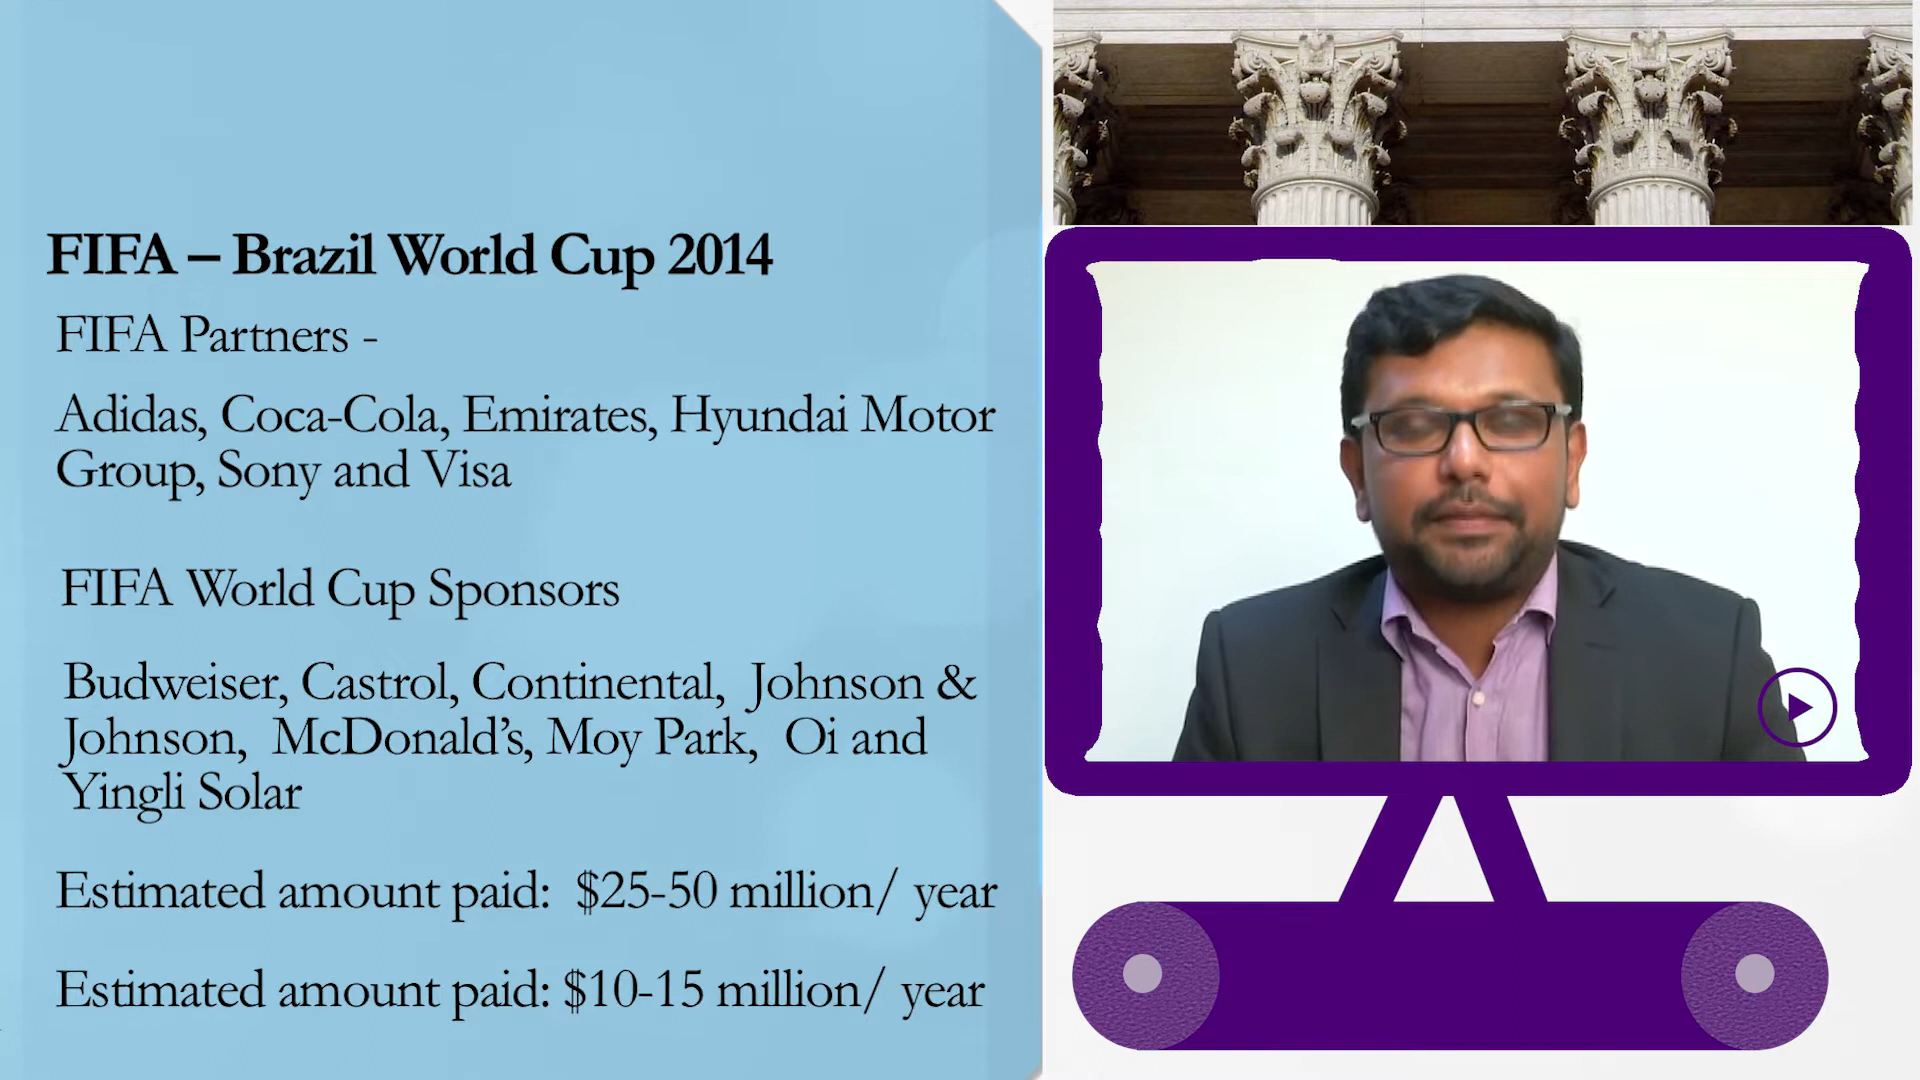 FIFA – Brazil World Cup 2014
FIFA Partners -
Adidas, Coca-Cola, Emirates, Hyundai Motor
Group, Sony and Visa
FIFA World Cup Sponsors
Budweiser, Castrol, Continental, Johnson &
Johnson, McDonald’s, Moy Park, Oi and
Yingli Solar
Estimated amount paid: $25-50 million/ year
Estimated amount paid: $10-15 million/ year